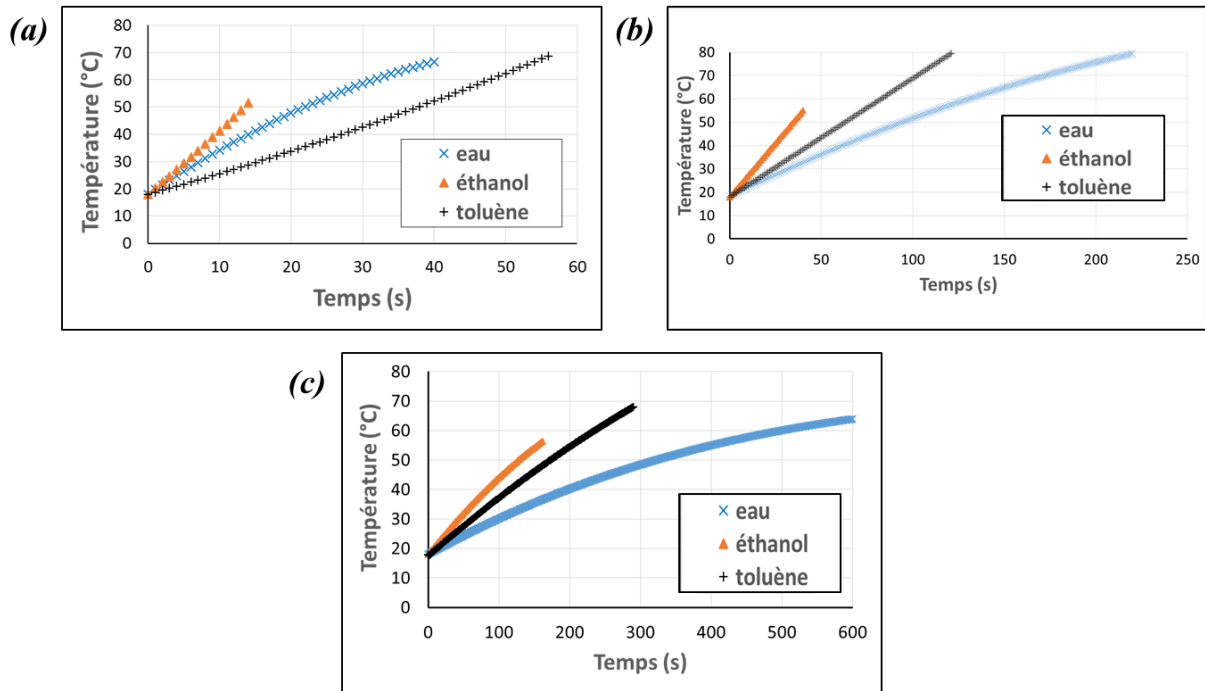 (a)
80
70
60
50
40
30
20
10
0
Température (°C)
eau
éthanol
toluène
0 10 20 30 40 50 60
Temps (s)
(b)
80
70
60
50
40
30
20
10
0
Température (°C)
eau
éthanol
toluène
0 50 100 150 200 250
Temps (s)
(c)
80
70
60
50
40
30
20
10
0
Température (°C)
eau
éthanol
toluène
0 100 200 300 400 500 600
Temps (s)